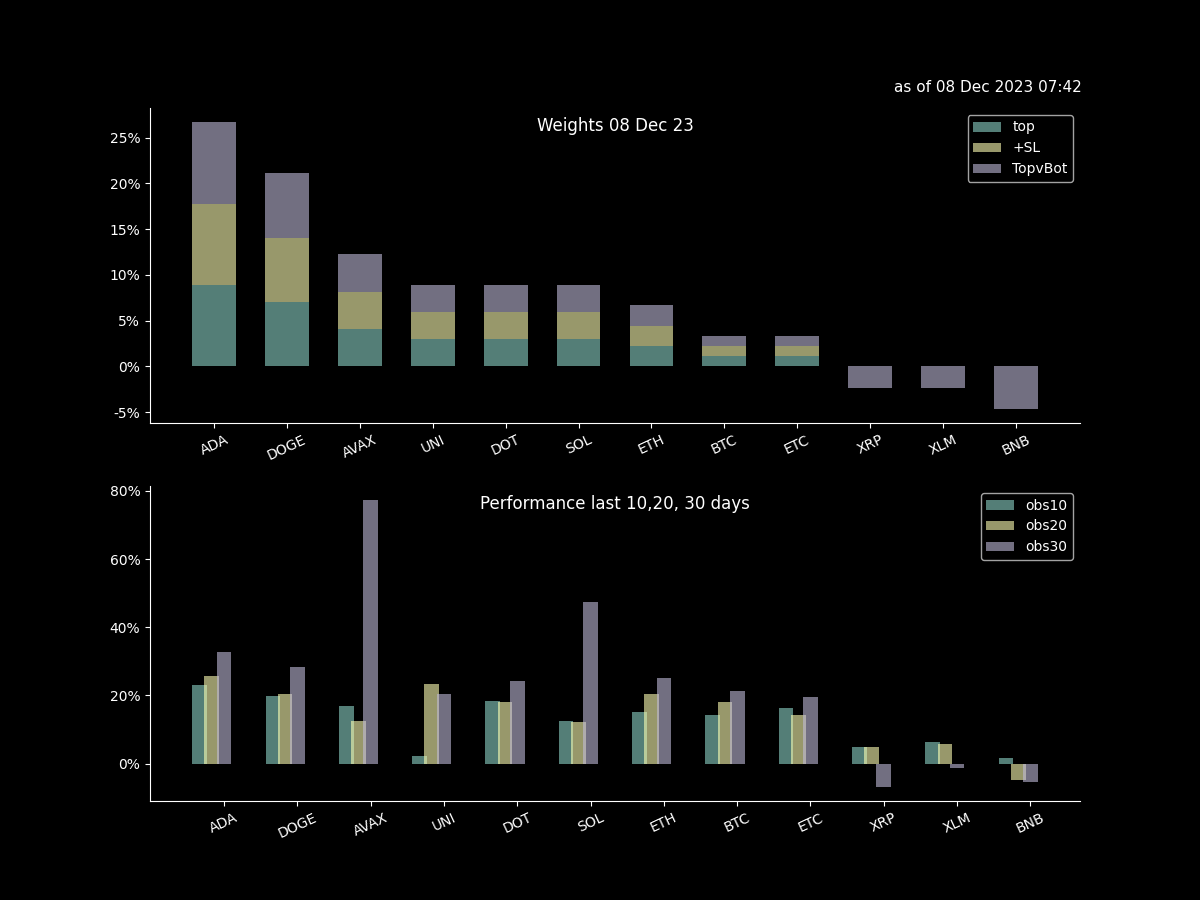 as of 08 Dec 2023 07:42
Weights 08 Dec 23
top
+SL
TopvBot
25%
20%
15%
10%
5%
0%
-5%
ADA DOGE AVAX UNI DOT SOL ETH BTC ETC XRP XLM BNB
Performance last 10,20, 30 days
obs10
obs20
obs30
80%
60%
40%
20%
0%
ADA DOGE AVAX UNI DOT SOL ETH BTC ETC XRP XLM BNB